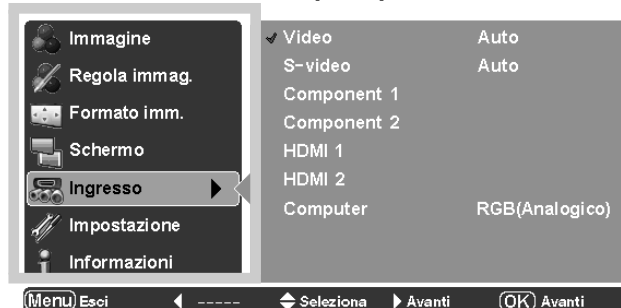 Immagine
Regola immag.
Formato imm.
Schermo
Ingresso
Impostazione
Informazioni
Video Auto
S-video Auto
Component 1
Component 2
HDMI 1
HDMI 2
Computer RGB(Analogico)
Menu Esci ----- Seleziona Avanti OK Avanti